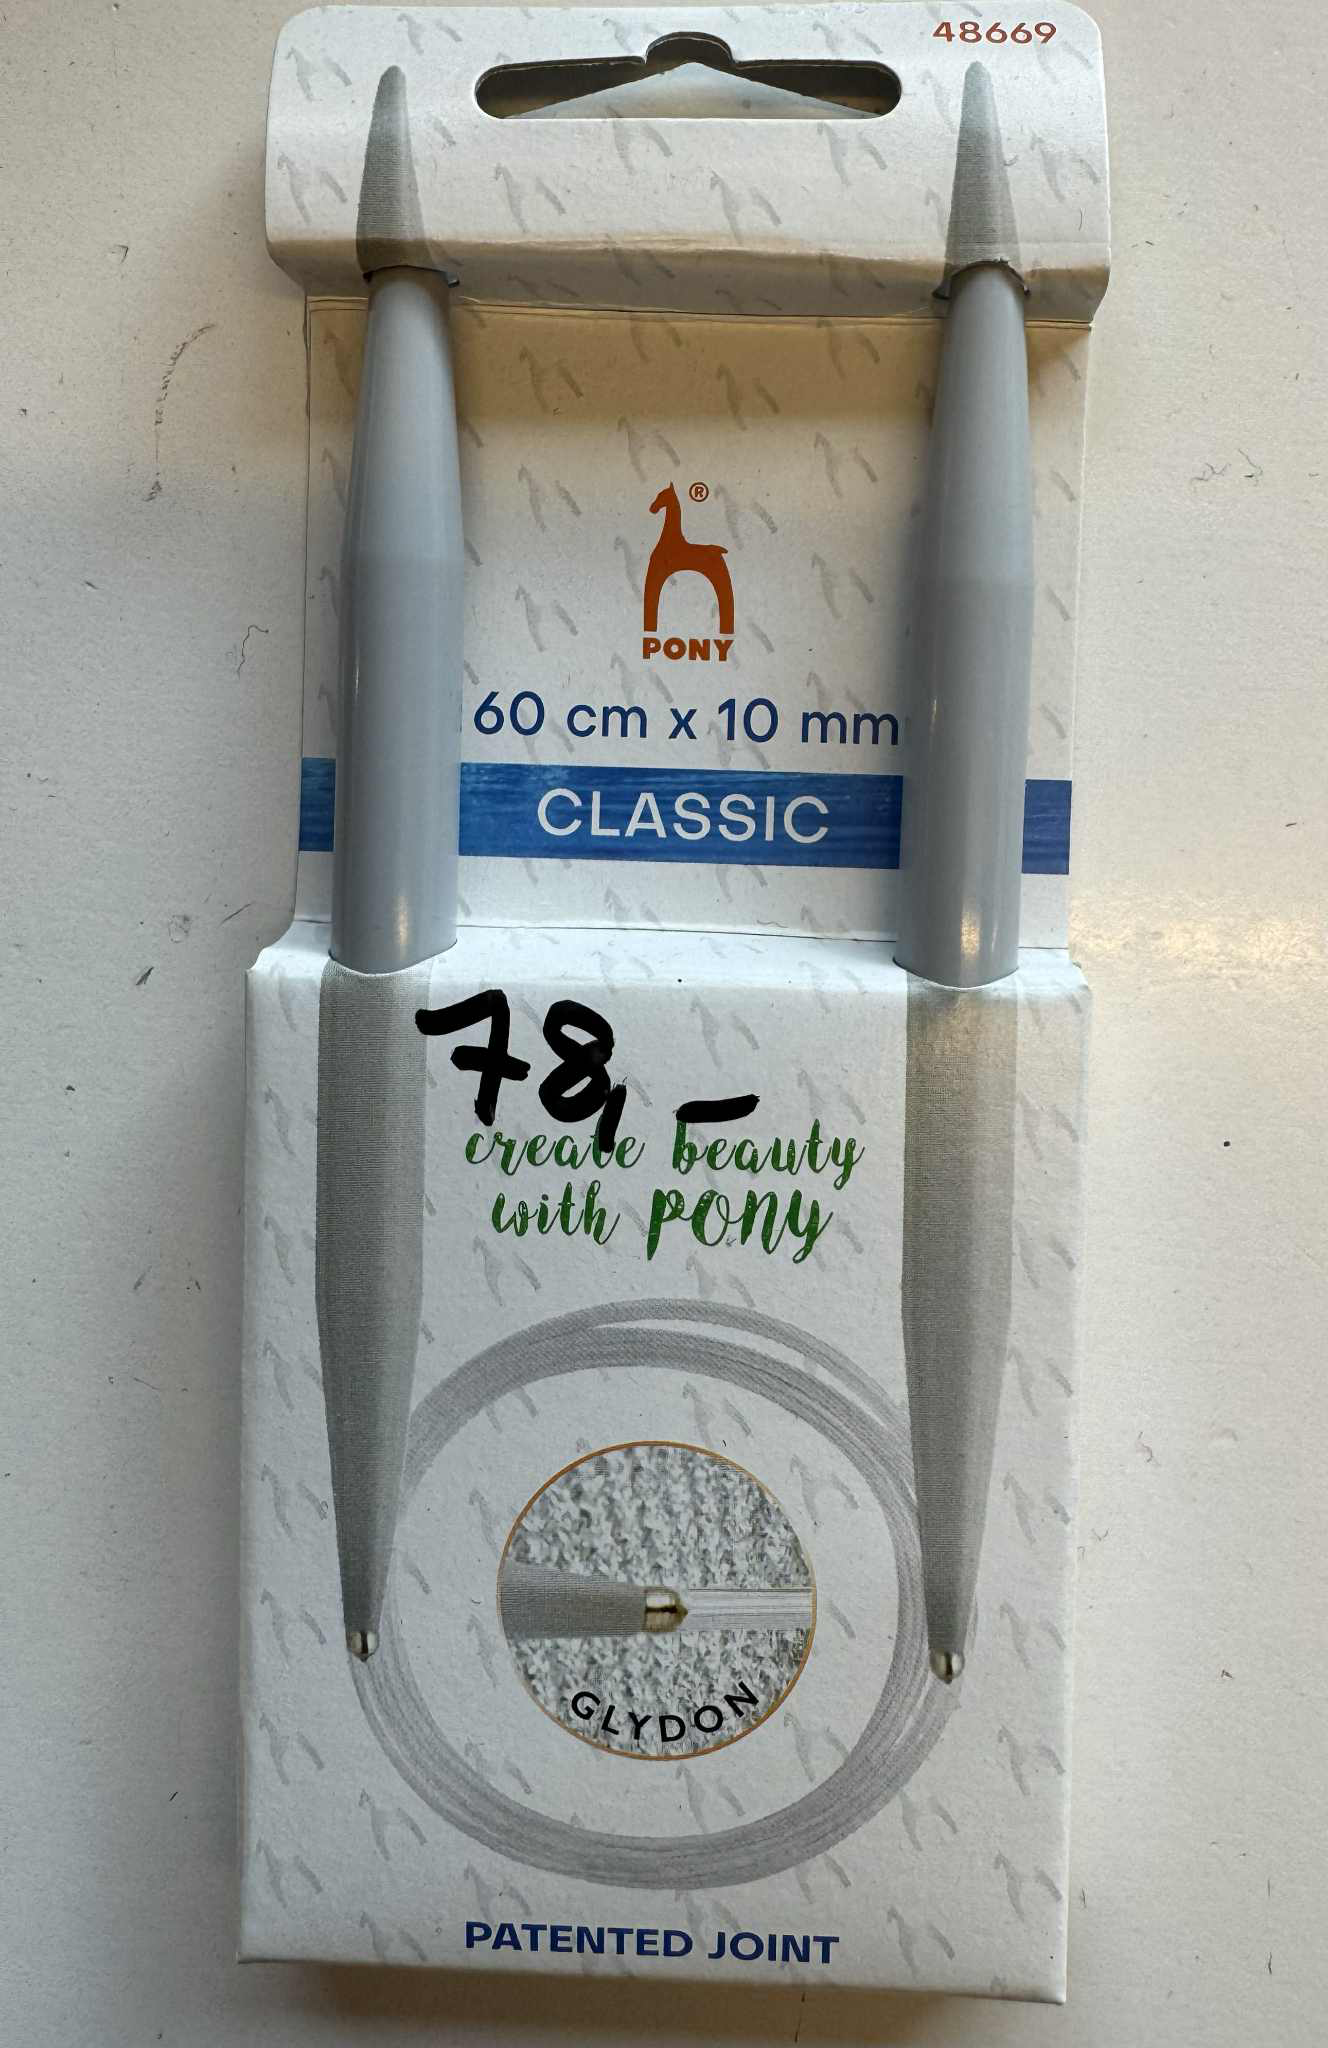 48669
®
PONY
60 cm x 10 mm
CLASSIC
78,–
create beauty
with PONY
GLYDON
PATENTED JOINT